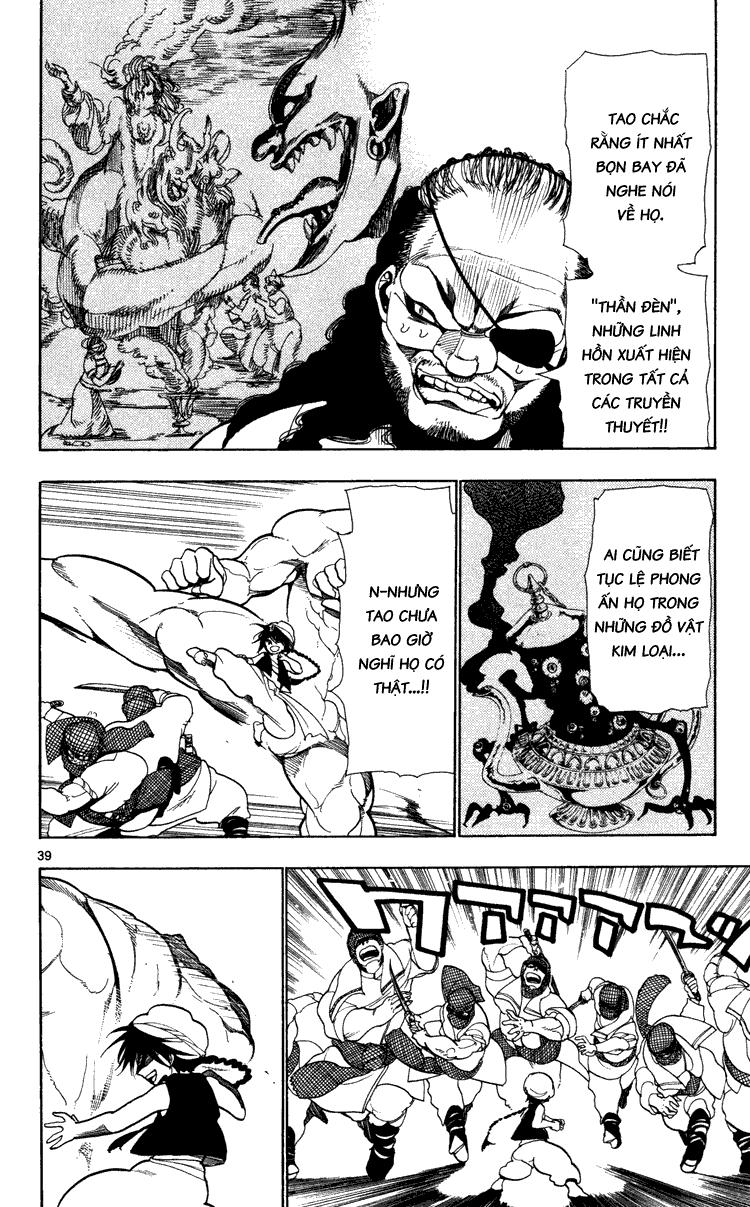 TAO CHẮC
RẰNG ÍT NHẤT
BỌN BAY ĐÃ
NGHE NÓI
VỀ HỌ.
"THẦN ĐÈN",
NHỮNG LINH
HỒN XUẤT HIỆN
TRONG TẤT CẢ
CÁC TRUYỀN
THUYẾT!!
AI CŨNG BIẾT
TỤC LỆ PHONG
ẤN HỌ TRONG
NHỮNG ĐỒ VẬT
KIM LOẠI...
N-NHƯNG
TAO CHƯA
BAO GIỜ
NGHĨ HỌ CÓ
THẬT...!!
39